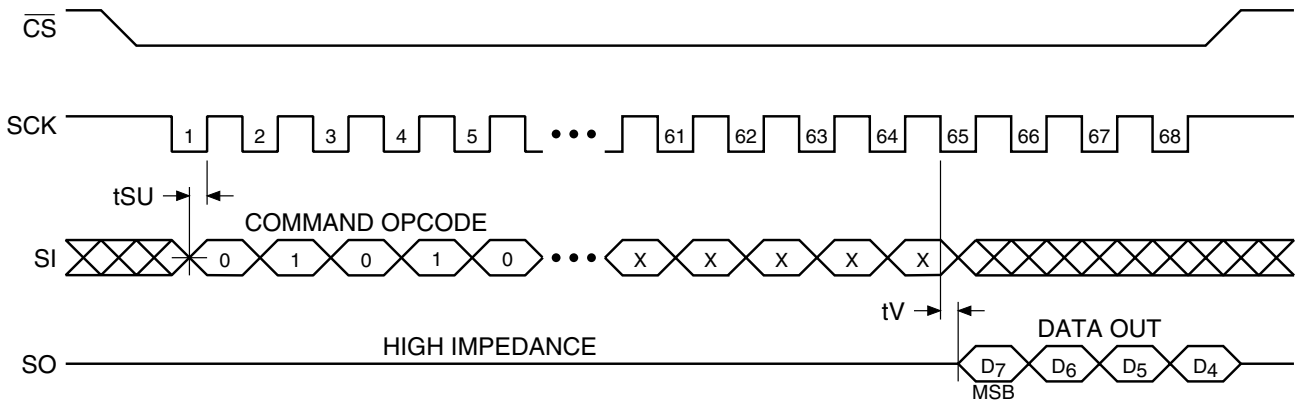 CS
SCK
1 2 3 4 5 ••• 61 62 63 64 65 66 67 68
tSU
COMMAND OPCODE
SI
0 1 0 1 0 ••• X X X X X
tV
DATA OUT
HIGH IMPEDANCE
SO
D7 D6 D5 D4
MSB